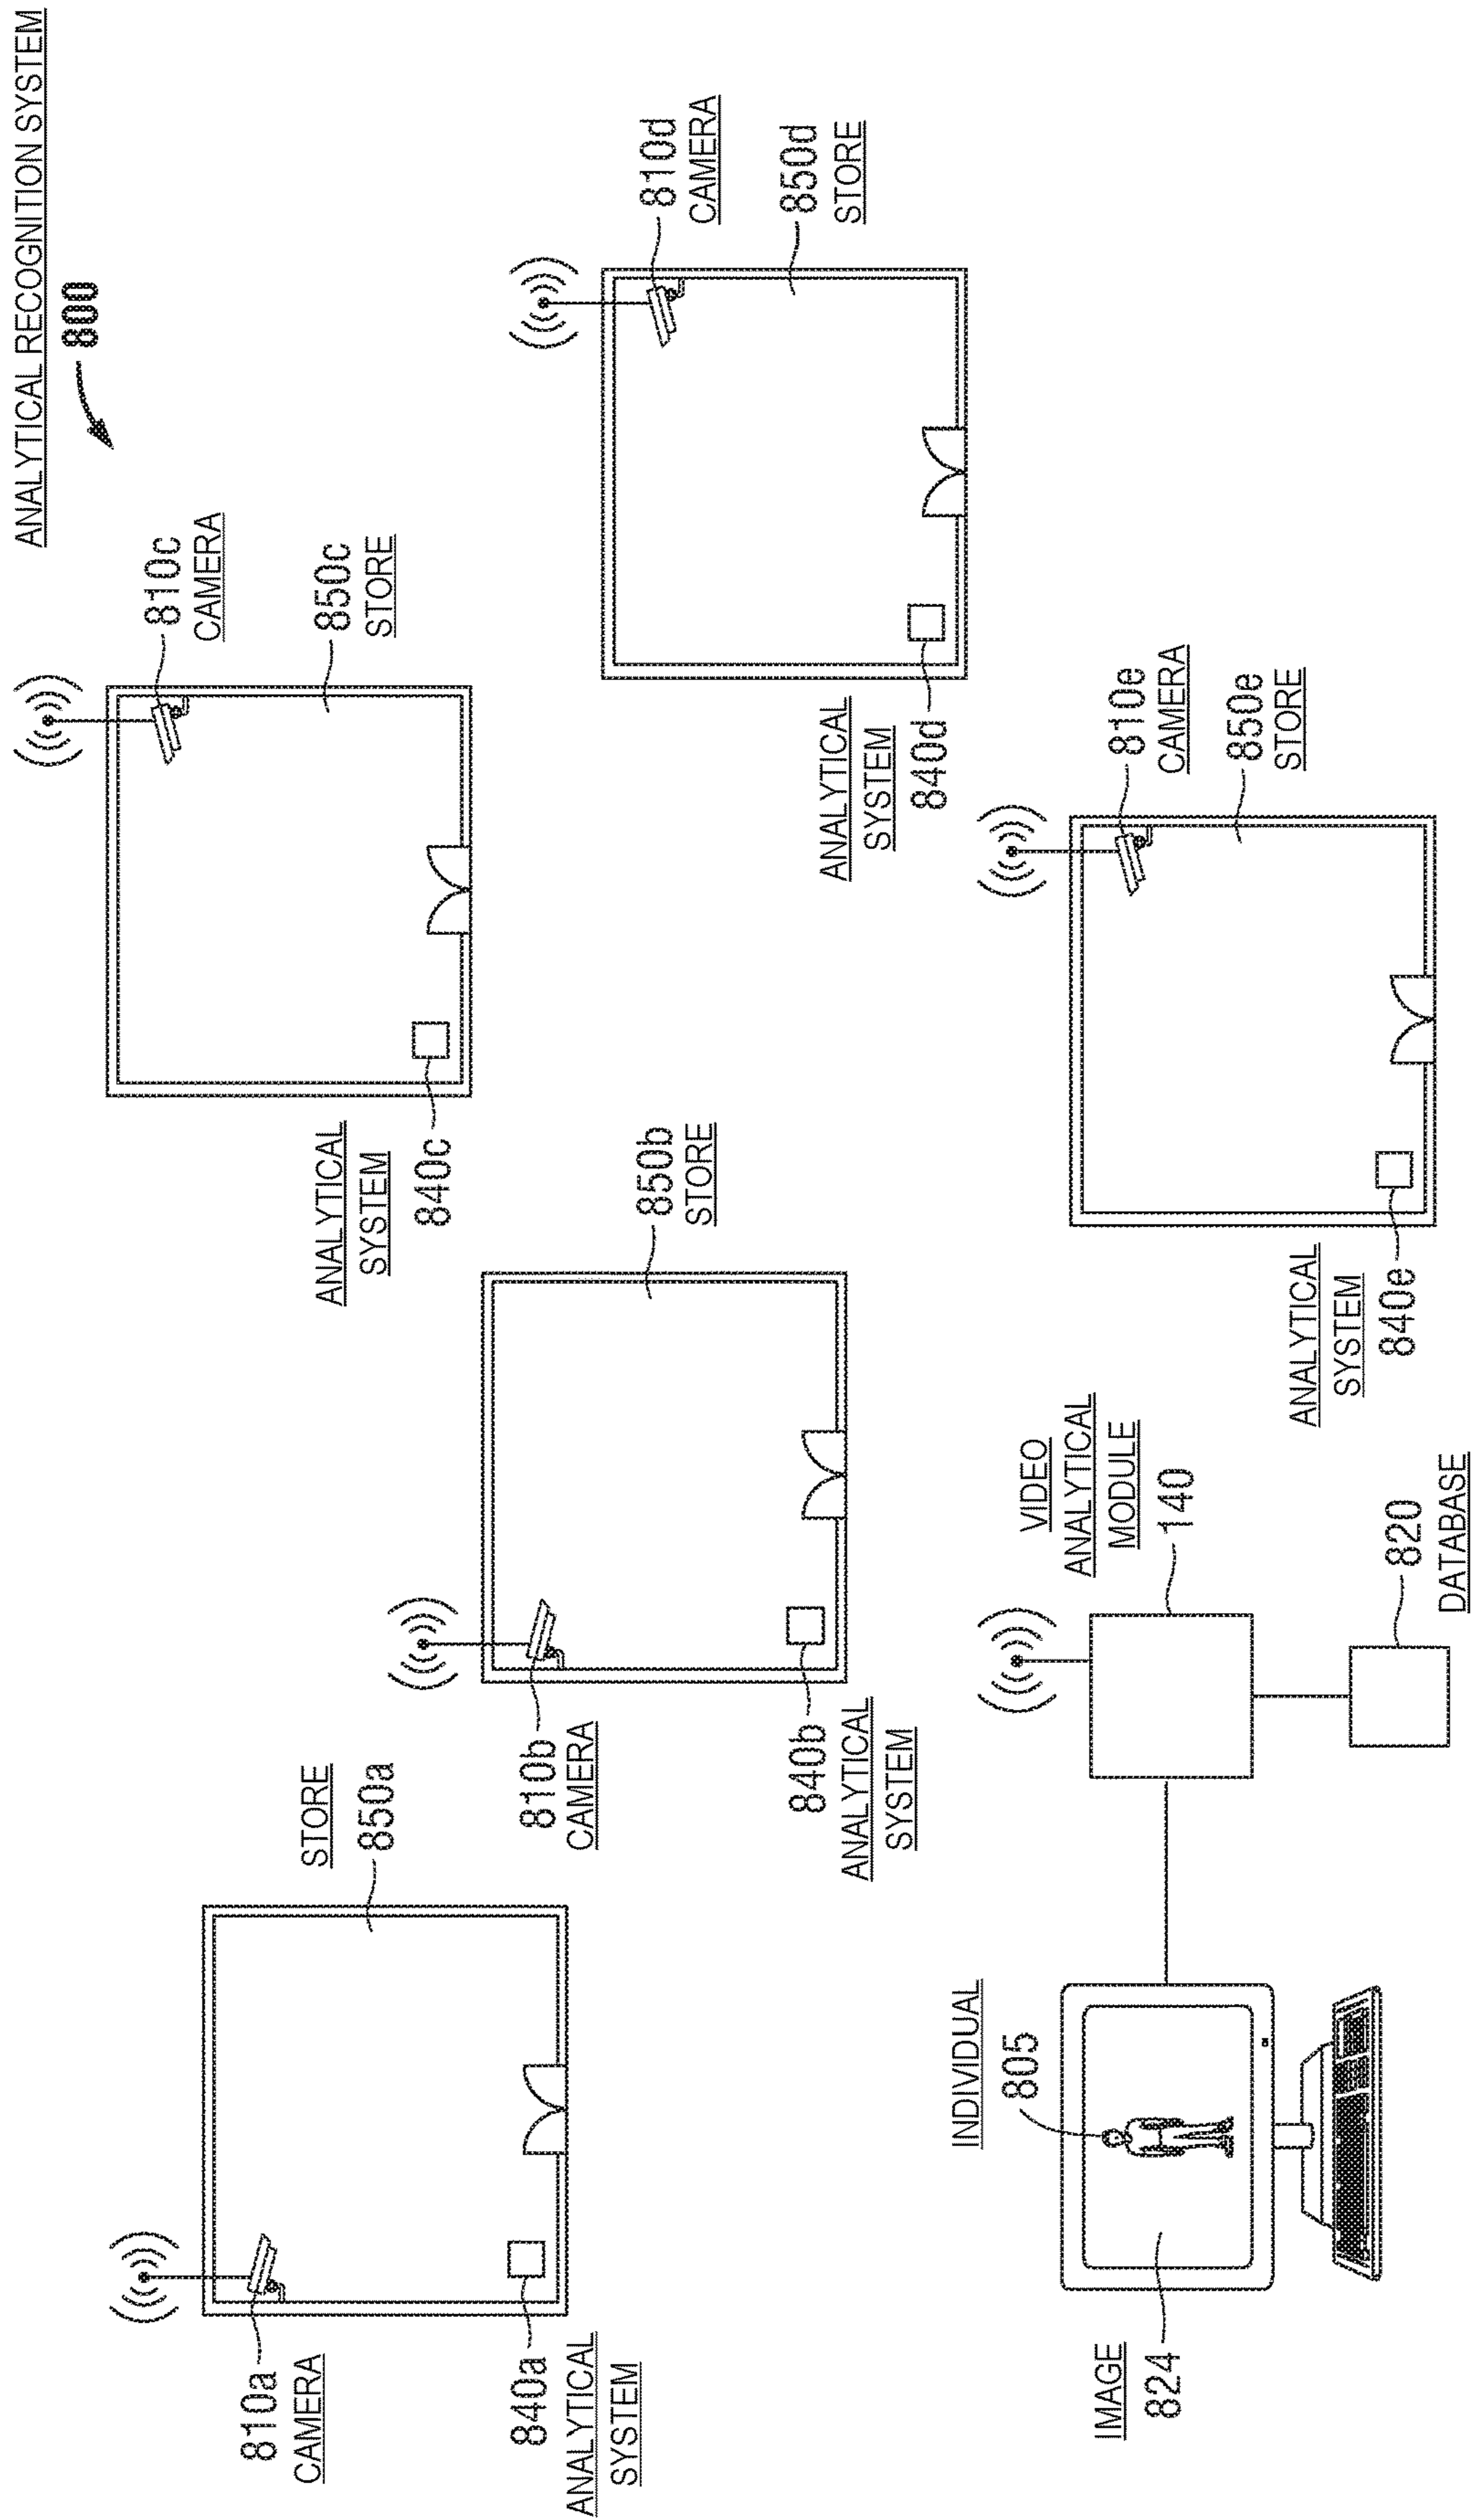 ANALYTICAL RECOGNITION SYSTEM
800
810c
CAMERA
850c
STORE
ANALYTICAL
SYSTEM
840c
810d
CAMERA
850d
STORE
ANALYTICAL
SYSTEM
840d
STORE
850a
810a
CAMERA
840a
ANALYTICAL
SYSTEM
850b
STORE
810b
CAMERA
840b
ANALYTICAL
SYSTEM
810e
CAMERA
850e
STORE
ANALYTICAL
SYSTEM
840e
INDIVIDUAL
805
IMAGE
824
VIDEO
ANALYTICAL
MODULE
140
820
DATABASE